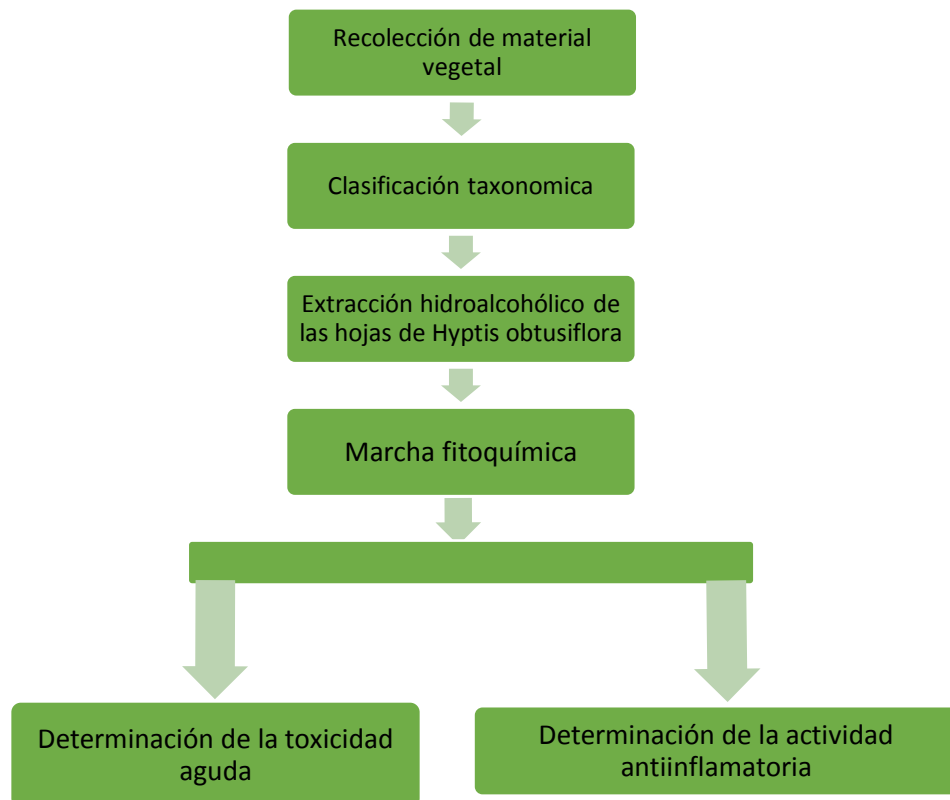 Recolección de material
vegetal
Clasificación taxonomica
Extracción hidroalcohólico de
las hojas de Hyptis obtusiflora
Marcha fitoquímica
Determinación de la toxicidad
aguda
Determinación de la actividad
antiinflamatoria